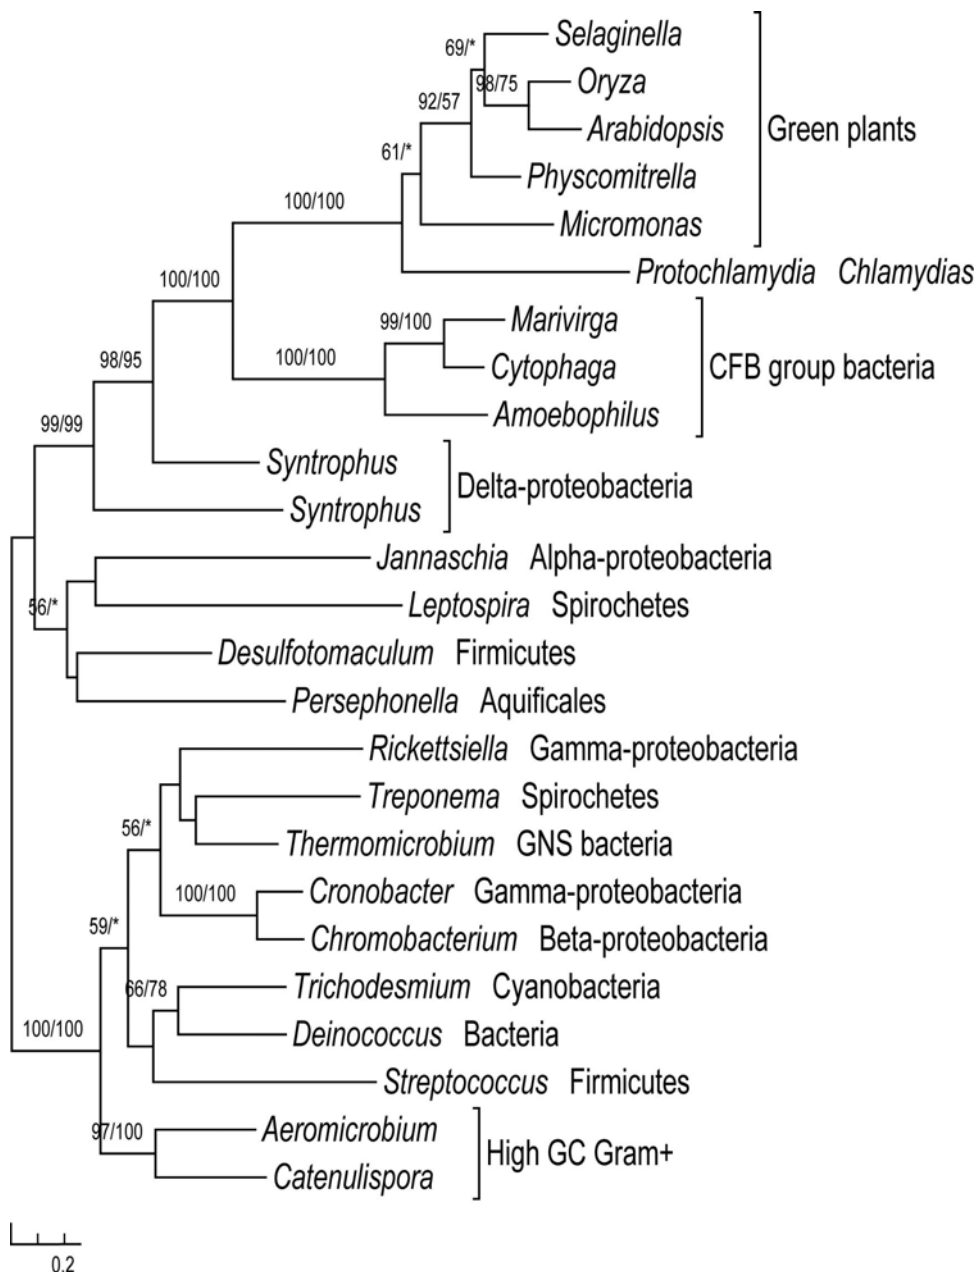 Selaginella
69/*
Oryza
98/75
92/57
Arabidopsis
Green plants
61/*
Physcomitrella
100/100
Micromonas
Protochlamydia Chlamydias
100/100
Marivirga
99/100
98/95
100/100
Cytophaga
CFB group bacteria
Amoebophilus
99/99
Syntrophus
Delta-proteobacteria
Syntrophus
Jannaschia Alpha-proteobacteria
56/*
Leptospira Spirochetes
Desulfotomaculum Firmicutes
Persephonella Aquificales
Rickettsiella Gamma-proteobacteria
Treponema Spirochetes
56/*
Thermomicrobium GNS bacteria
100/100
Cronobacter Gamma-proteobacteria
59/*
Chromobacterium Beta-proteobacteria
66/78
Trichodesmium Cyanobacteria
100/100
Deinococcus Bacteria
Streptococcus Firmicutes
97/100
Aeromicrobium
High GC Gram+
Catenulispora
0.2